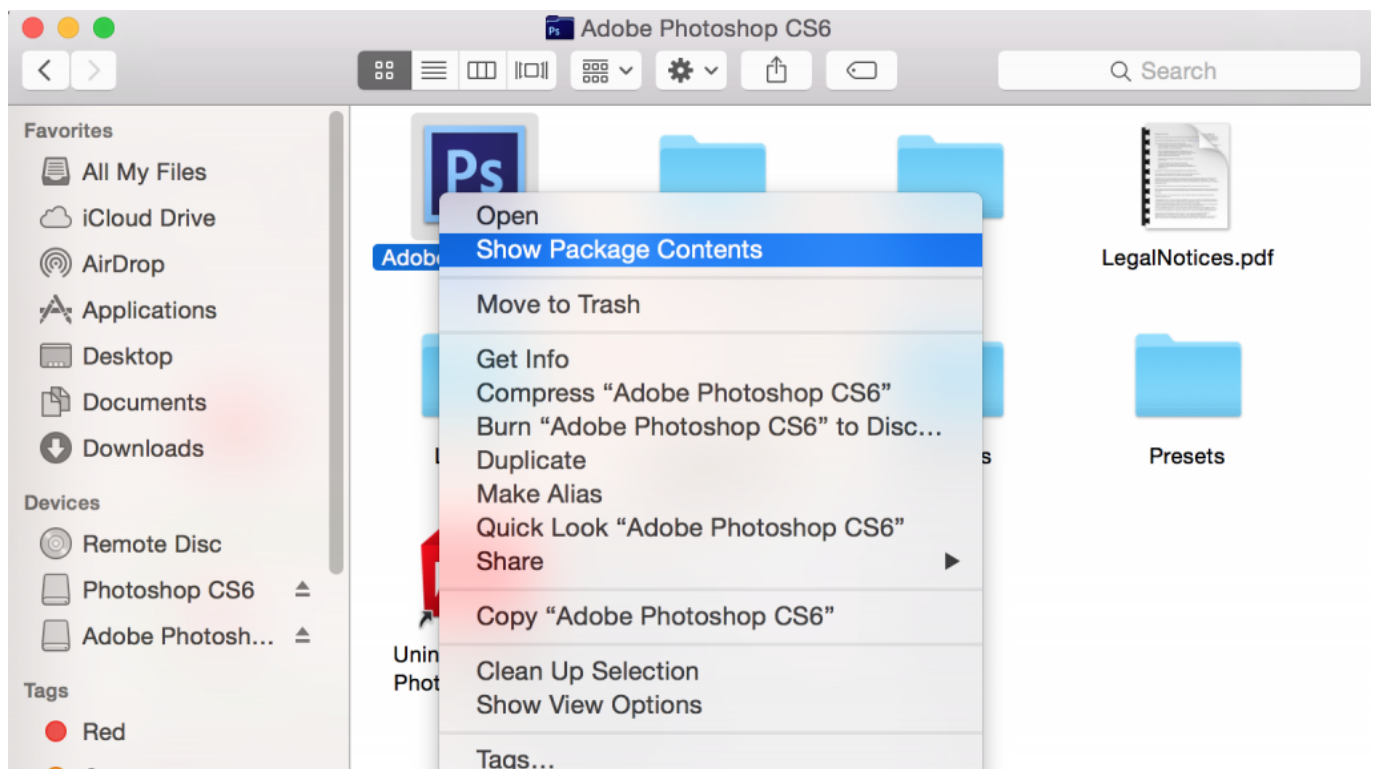 Ps Adobe Photoshop CS6
Search
Favorites
All My Files
iCloud Drive
AirDrop
Applications
Desktop
Documents
Downloads
Devices
Remote Disc
Photoshop CS6
Adobe Photosh...
Tags
Red
Ps
LegalNotices.pdf
Presets
Open
Show Package Contents
Move to Trash
Get Info
Compress “Adobe Photoshop CS6”
Burn “Adobe Photoshop CS6” to Disc...
Duplicate
Make Alias
Quick Look “Adobe Photoshop CS6”
Share
Copy “Adobe Photoshop CS6”
Clean Up Selection
Show View Options
Tags...